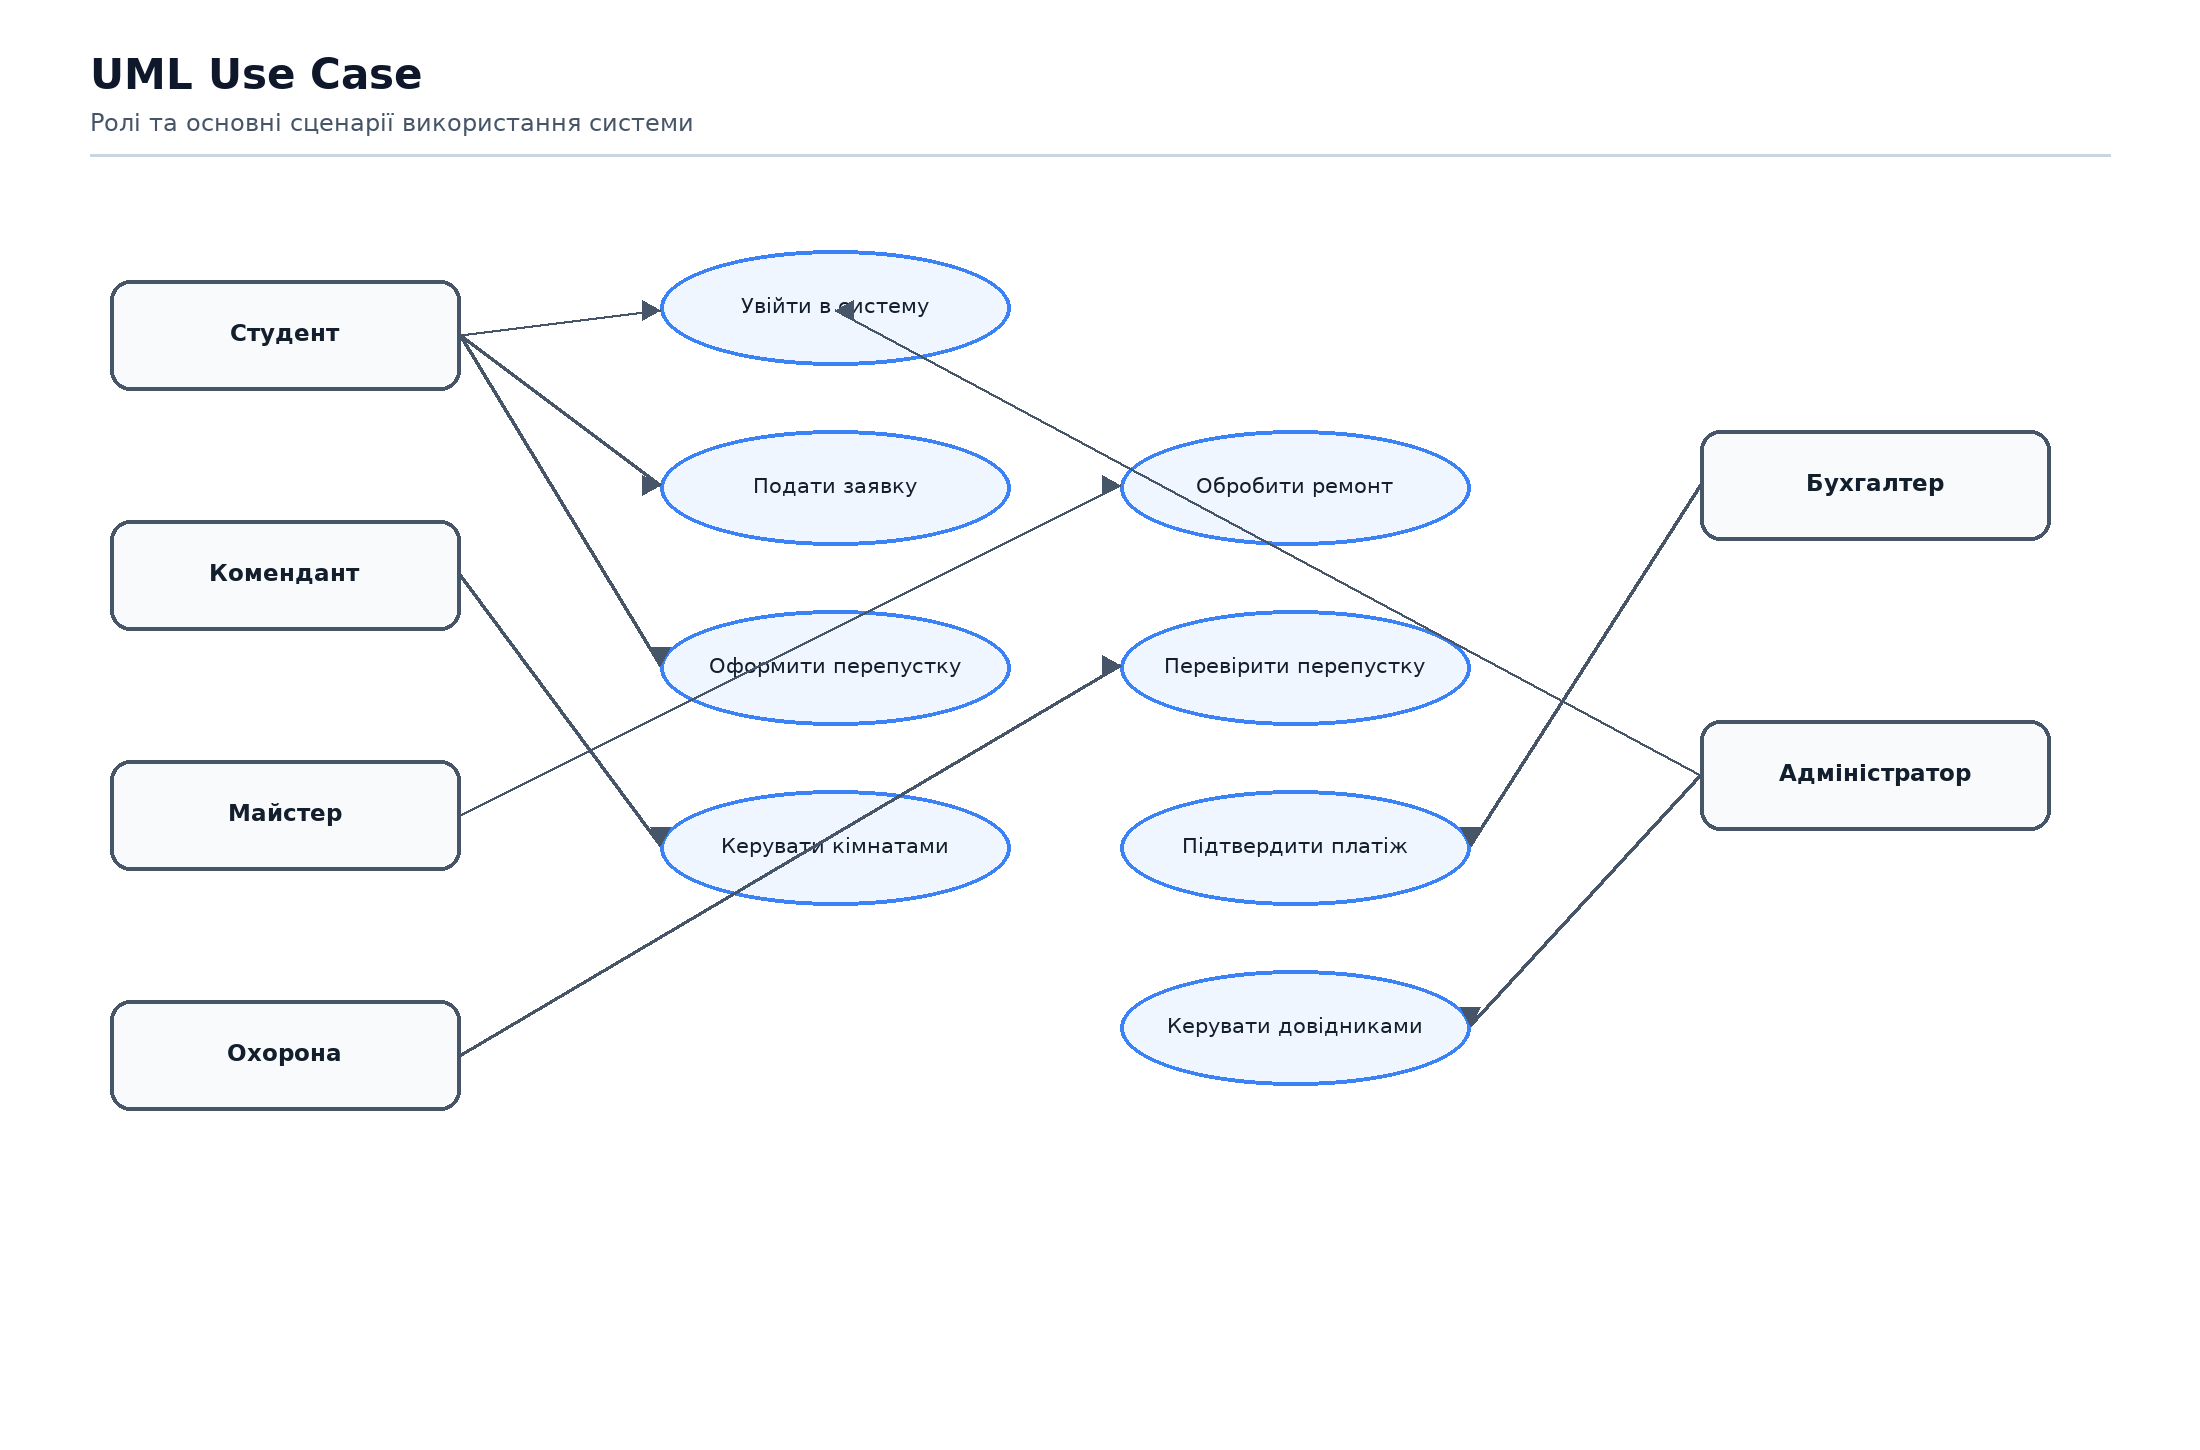 UML Use Case
Ролі та основні сценарії використання системи
Студент
Комендант
Майстер
Охорона
Увійти в систему
Подати заявку
Оформити перепустку
Керувати кімнатами
Обробити ремонт
Перевірити перепустку
Підтвердити платіж
Керувати довідниками
Бухгалтер
Адміністратор